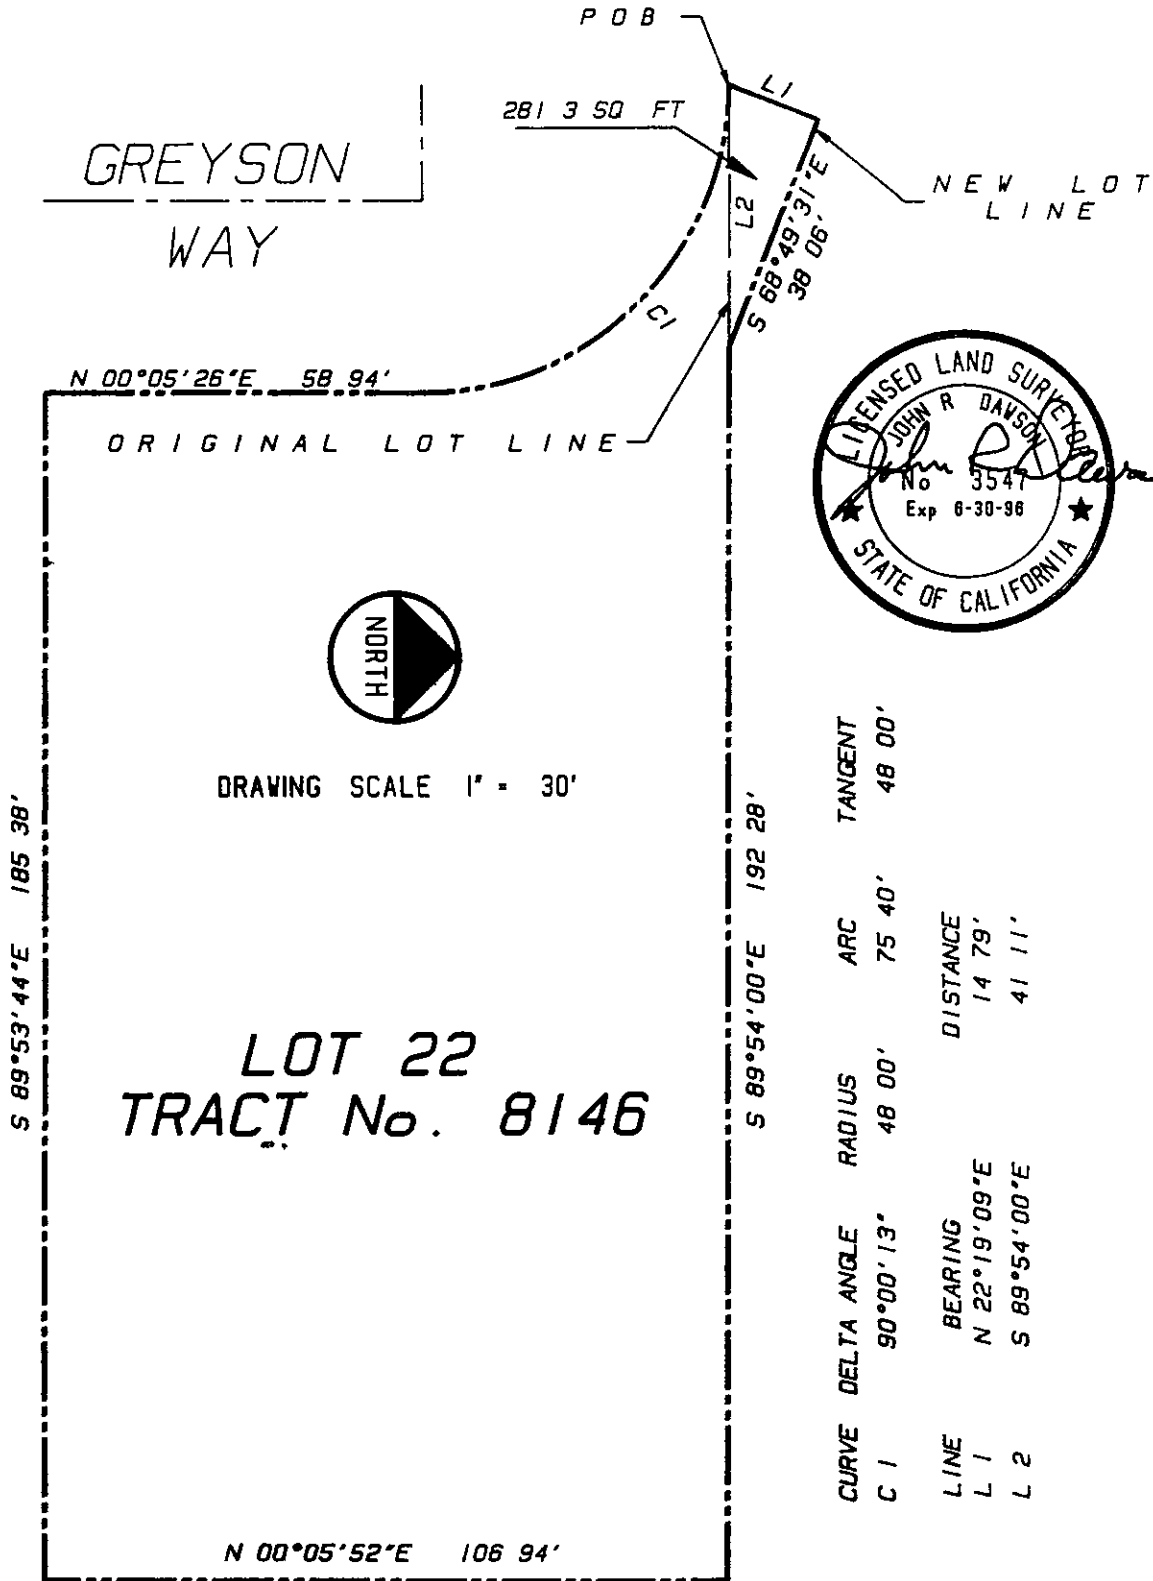 P O B
L1
281 3 SQ FT
GREYSON
WAY
NEW LOT
LINE
L2
S 68°49'31"E
38 06'
C1
N 00°05'26"E 58 94'
ORIGINAL LOT LINE
LICENSED LAND SURVEYOR
JOHN R DAWSON
No 3547
Exp 6-30-96
STATE OF CALIFORNIA
NORTH
DRAWING SCALE 1" = 30'
S 89°53'44"E 185 38'
S 89°54'00"E 192 28'
LOT 22
TRACT No. 8146
CURVE DELTA ANGLE RADIUS ARC TANGENT
C 1 90°00'13" 48 00' 75 40' 48 00'
LINE BEARING DISTANCE
L 1 N 22°19'09"E 14 79'
L 2 S 89°54'00"E 41 11'
N 00°05'52"E 106 94'